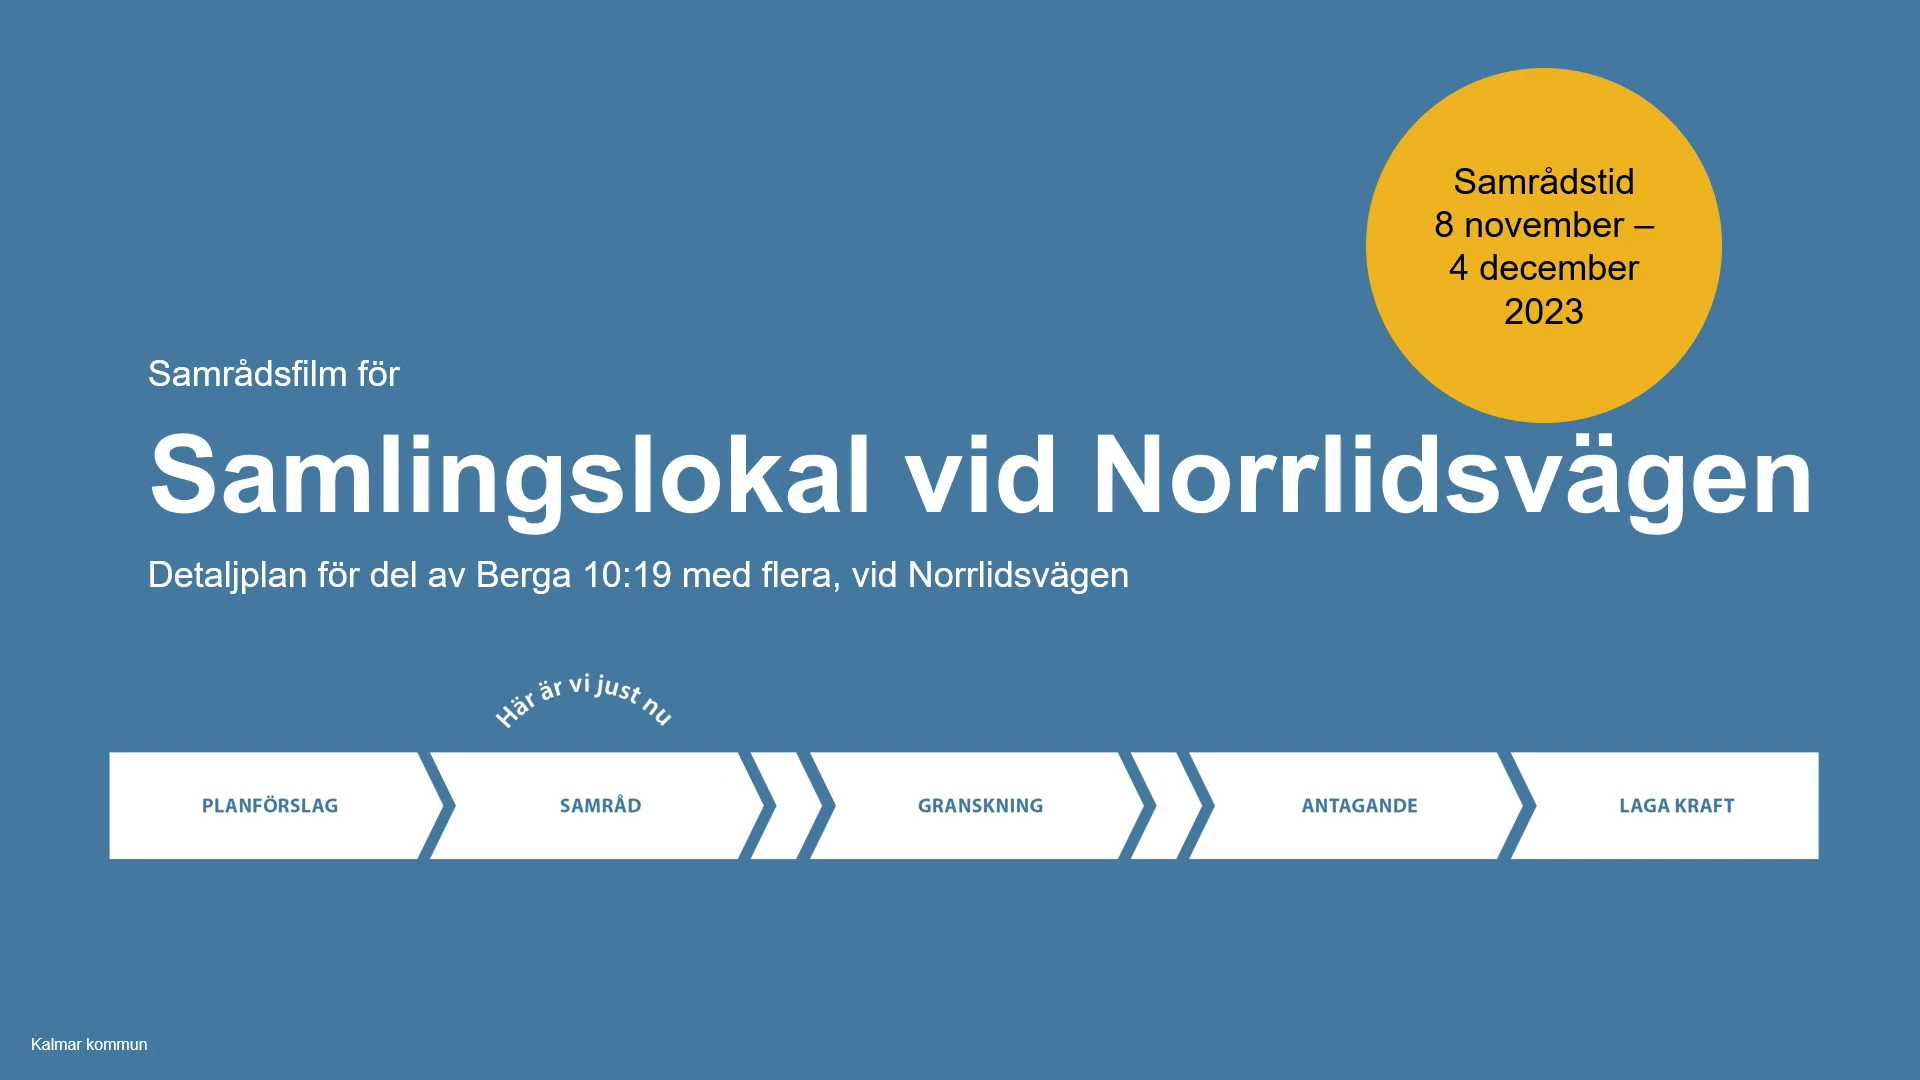 Samrådstid
8 november –
4 december
2023
Samrådsfilm för
Samlingslokal vid Norrlidsvägen
Detaljplan för del av Berga 10:19 med flera, vid Norrlidsvägen
Här är vi just nu
PLANFÖRSLAG
SAMRÅD
GRANSKNING
ANTAGANDE
LAGA KRAFT
Kalmar kommun